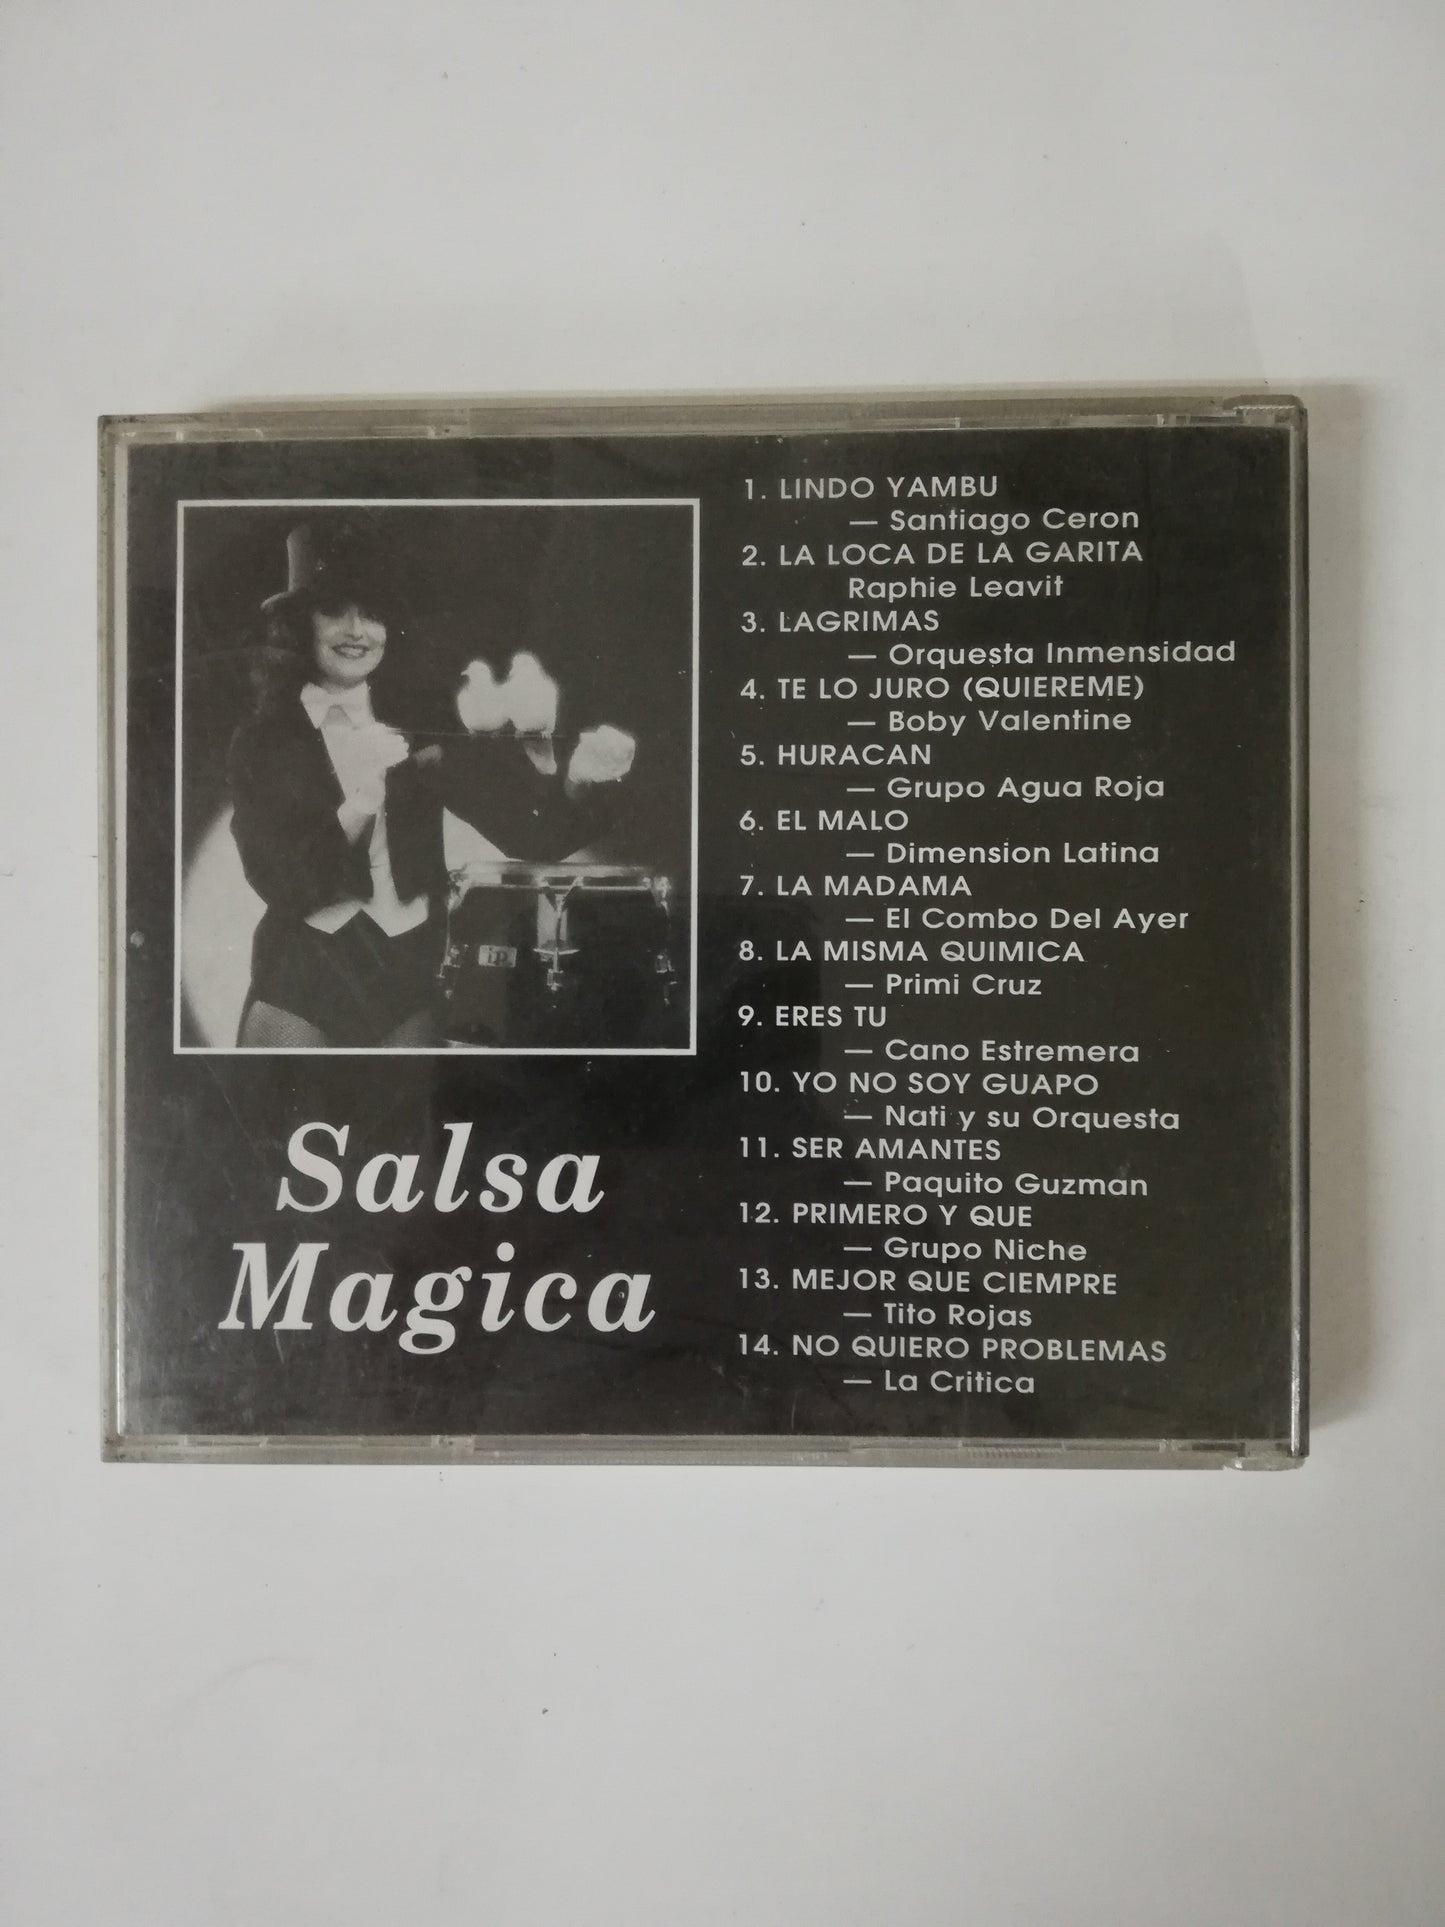 1. LINDO YAMBU
— Santiago Ceron
2. LA LOCA DE LA GARITA
Raphie Leavit
3. LAGRIMAS
— Orquesta Inmensidad
4. TE LO JURO (QUIEREME)
— Boby Valentine
5. HURACAN
— Grupo Agua Roja
6. EL MALO
— Dimension Latina
7. LA MADAMA
— El Combo Del Ayer
8. LA MISMA QUIMICA
— Primi Cruz
9. ERES TU
— Cano Estremera
10. YO NO SOY GUAPO
— Nati y su Orquesta
11. SER AMANTES
— Paquito Guzman
12. PRIMERO Y QUE
— Grupo Niche
13. MEJOR QUE CIEMPRE
— Tito Rojas
14. NO QUIERO PROBLEMAS
— La Critica
Salsa
Magica